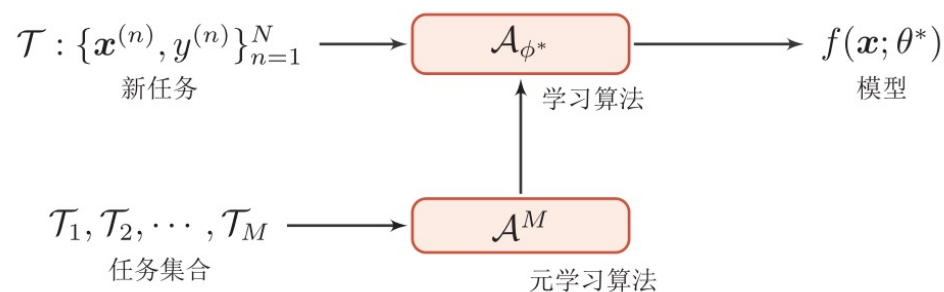 𝒯 : {𝒙⁽ⁿ⁾, y⁽ⁿ⁾}ᴺₙ₌₁
新任务
𝒜_ϕ*
学习算法
f(𝒙; θ*)
模型
𝒯₁, 𝒯₂, ⋯ , 𝒯_M
任务集合
𝒜ᴹ
元学习算法